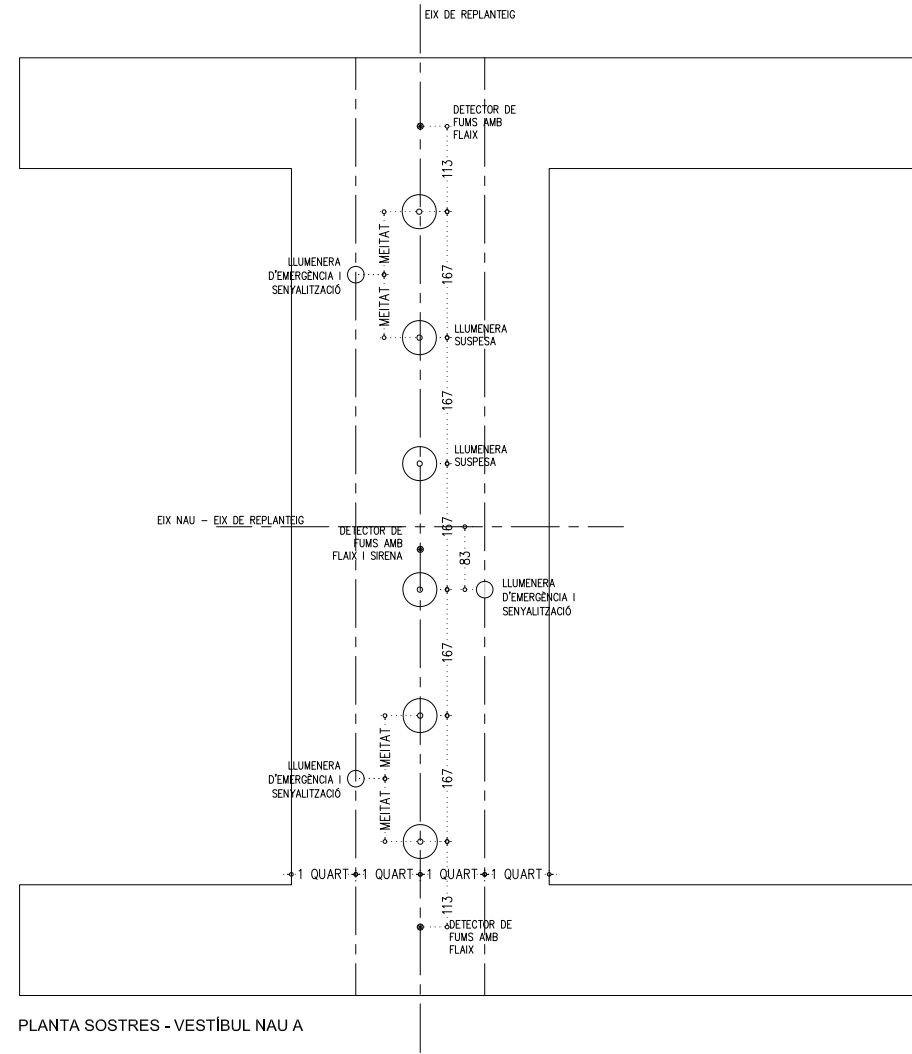 EIX DE REPLANTEIG
DETECTOR DE
FUMS AMB
FLAIX
113
MEITAT
167
LLUMENERA
D'EMERGÈNCIA I
SENYALITZACIÓ
MEITAT
LLUMENERA
SUSPESA
167
LLUMENERA
SUSPESA
EIX NAU - EIX DE REPLANTEIG
167
DETECTOR DE
FUMS AMB
FLAIX I SIRENA
83
LLUMENERA
D'EMERGÈNCIA I
SENYALITZACIÓ
167
MEITAT
LLUMENERA
D'EMERGÈNCIA I
SENYALITZACIÓ
167
MEITAT
1 QUART
1 QUART
1 QUART
1 QUART
113
DETECTOR DE
FUMS AMB
FLAIX
PLANTA SOSTRES - VESTÍBUL NAU A